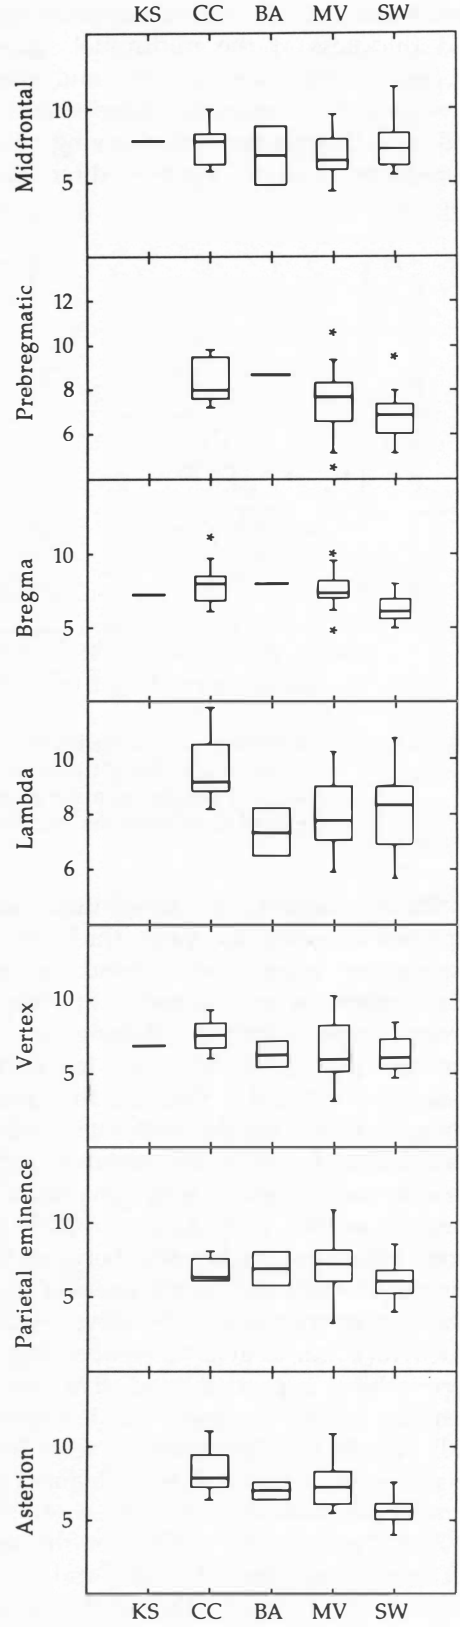 KS CC BA MV SW
Midfrontal
10
5
Prebregmatic
12
10
8
6
Bregma
10
5
Lambda
10
8
6
Vertex
10
5
Parietal eminence
10
5
Asterion
10
5
KS CC BA MV SW